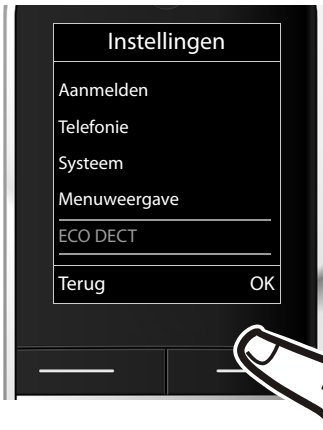 Instellingen
Aanmelden
Telefonie
Systeem
Menuweergave
ECO DECT
Terug OK